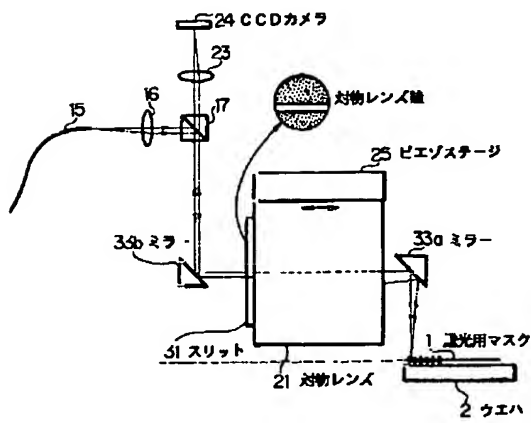 24 CCDカメラ
23
15
16
17
対物レンズ瞳
25 ピエゾステージ
33b ミラー
33a ミラー
31 スリット
21 対物レンズ
1 露光用マスク
2 ウエハ